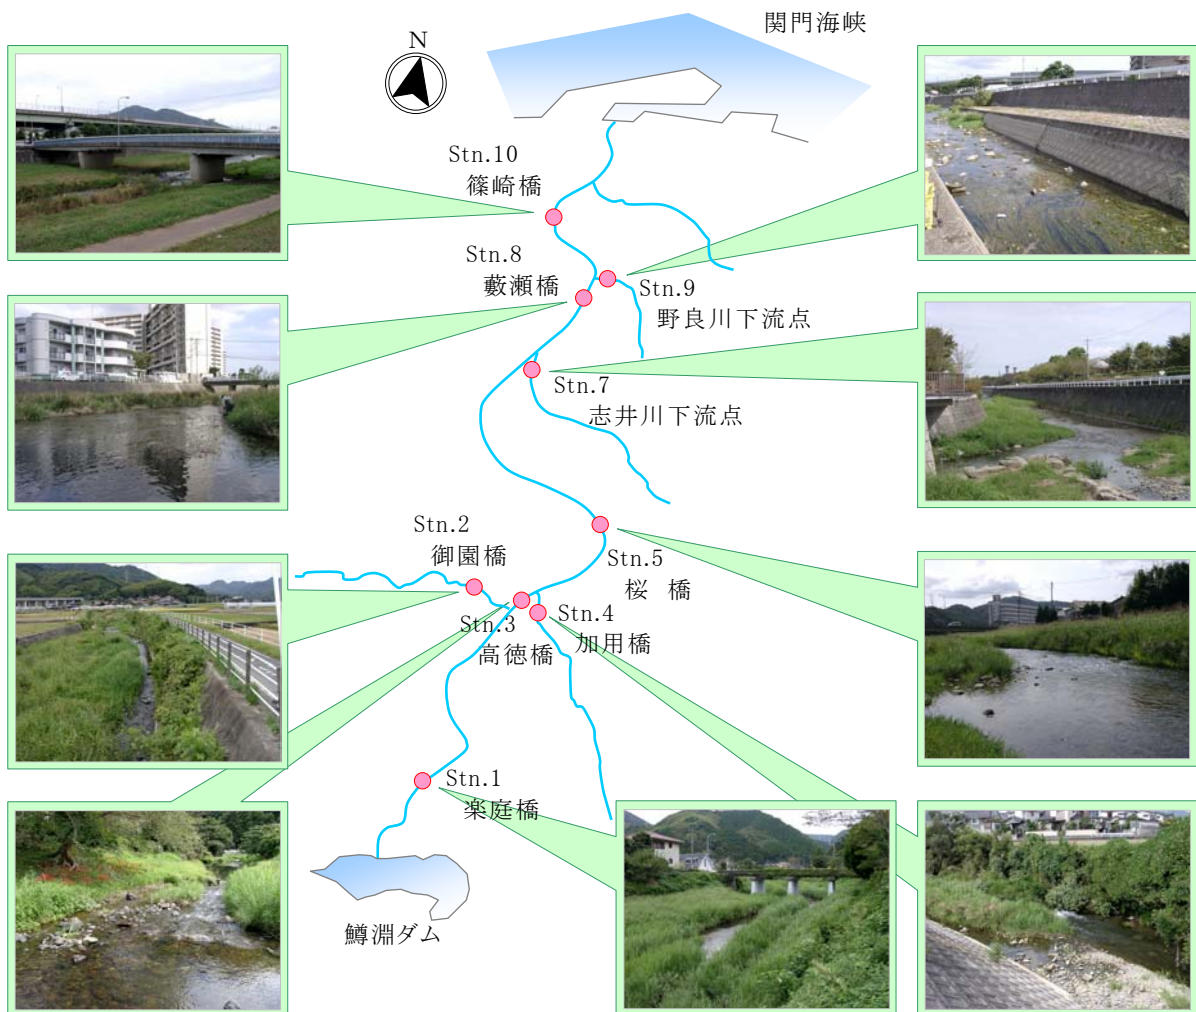 関門海峡
N
Stn.10
篠崎橋
Stn.8
藪瀬橋
Stn.9
野良川下流点
Stn.7
志井川下流点
Stn.2
御園橋
Stn.5
桜 橋
Stn.3
高徳橋
Stn.4
加用橋
Stn.1
楽庭橋
鱒淵ダム